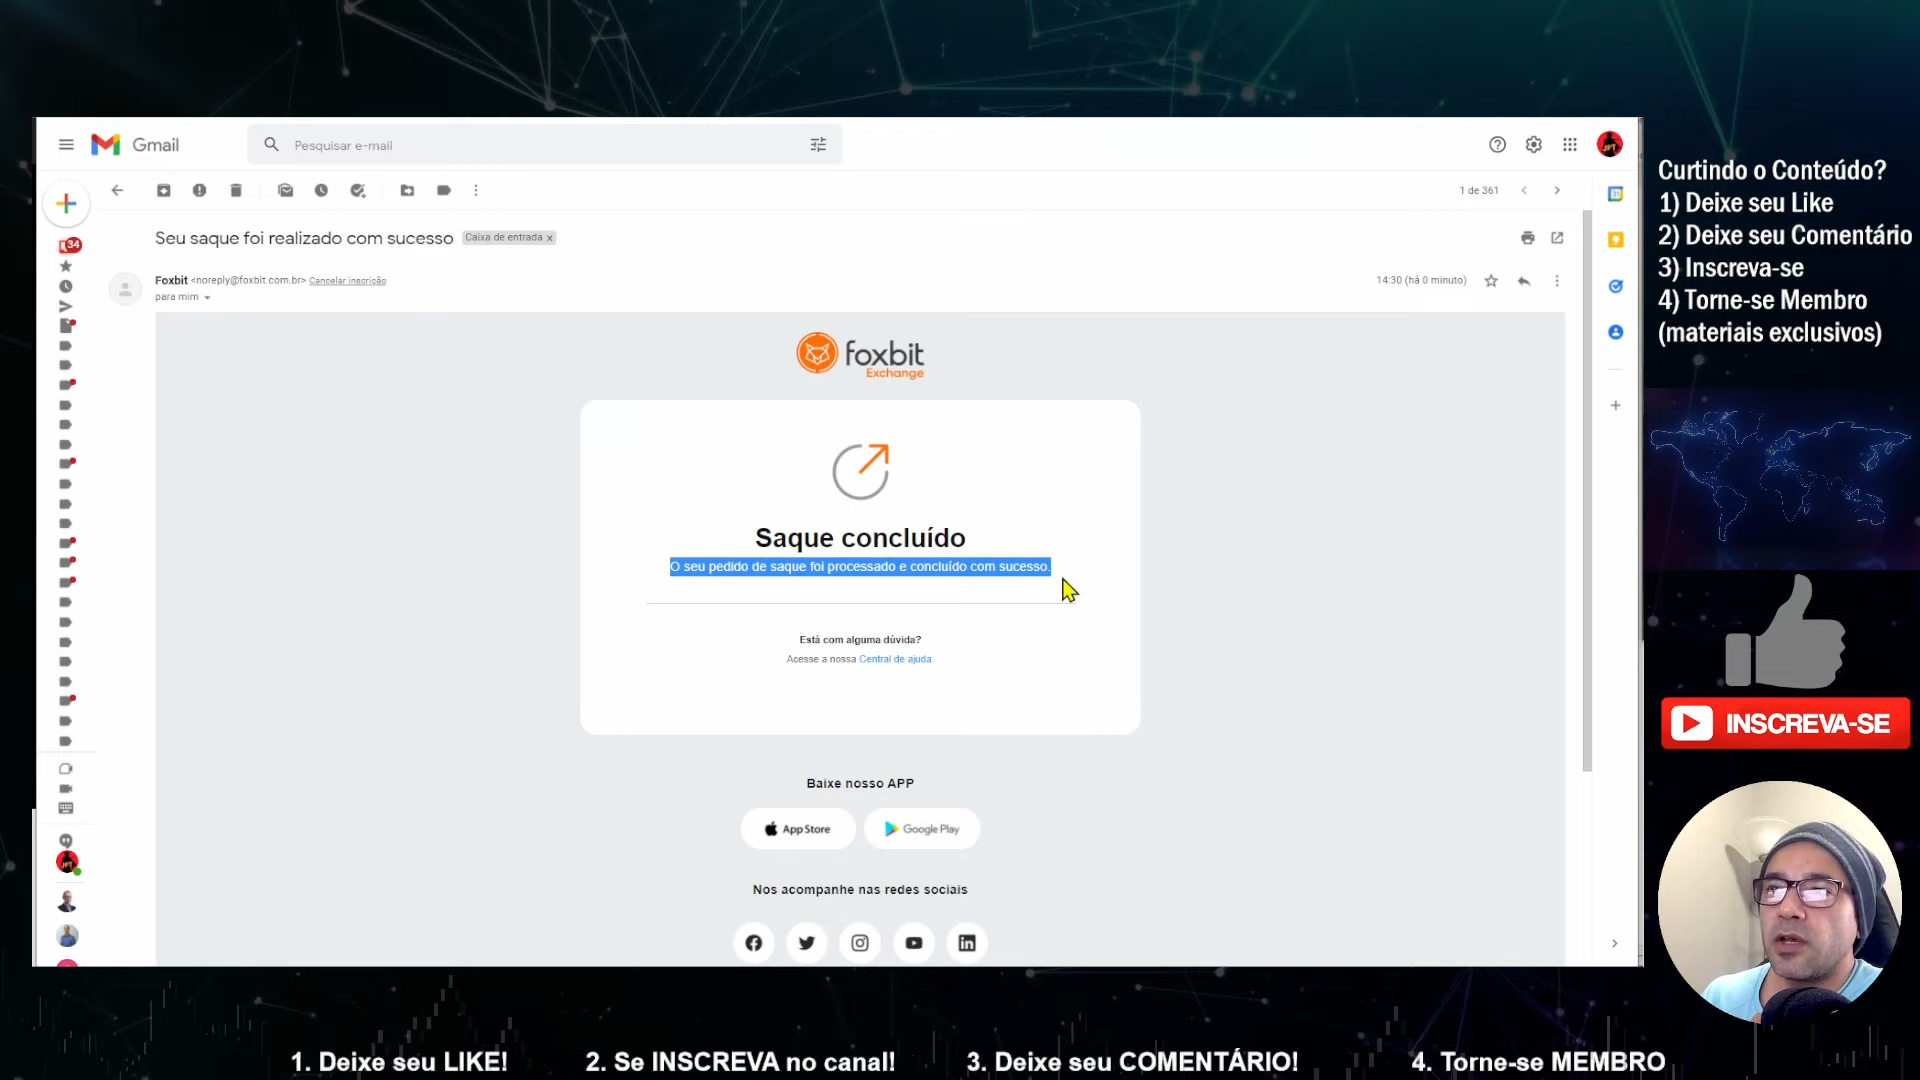 Gmail
Pesquisar e-mail
1 de 361
34
Seu saque foi realizado com sucesso Caixa de entrada x
Foxbit <noreply@foxbit.com.br> Cancelar inscrição
14:30 (há 0 minuto)
para mim
foxbit
Exchange
Saque concluído
O seu pedido de saque foi processado e concluído com sucesso.
Está com alguma dúvida?
Acesse a nossa Central de ajuda.
Baixe nosso APP
App Store
Google Play
Nos acompanhe nas redes sociais
Curtindo o Conteúdo?
1) Deixe seu Like
2) Deixe seu Comentário
3) Inscreva-se
4) Torne-se Membro
(materiais exclusivos)
INSCREVA-SE
1. Deixe seu LIKE!
2. Se INSCREVA no canal!
3. Deixe seu COMENTÁRIO!
4. Torne-se MEMBRO